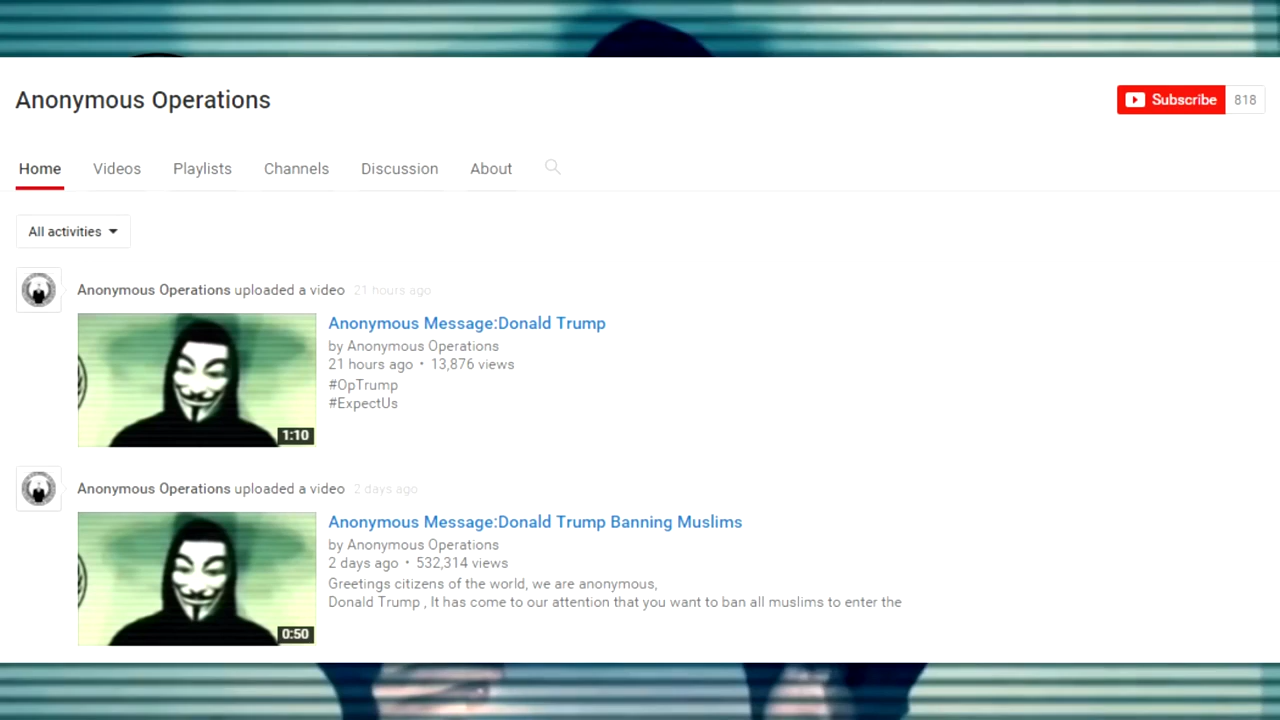 Anonymous Operations
Subscribe 818
Home Videos Playlists Channels Discussion About
All activities
Anonymous Operations uploaded a video 21 hours ago
Anonymous Message:Donald Trump
by Anonymous Operations
21 hours ago • 13,876 views
#OpTrump
#ExpectUs
1:10
Anonymous Operations uploaded a video 2 days ago
Anonymous Message:Donald Trump Banning Muslims
by Anonymous Operations
2 days ago • 532,314 views
Greetings citizens of the world, we are anonymous,
Donald Trump , It has come to our attention that you want to ban all muslims to enter the
0:50